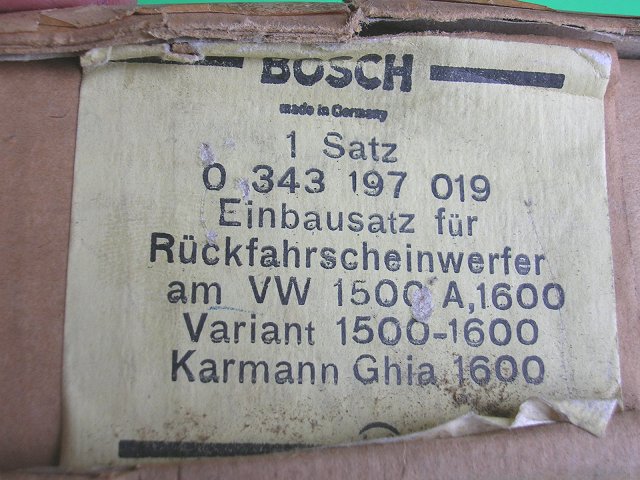 BOSCH
made in Germany
1 Satz
0 343 197 019
Einbausatz für
Rückfahrscheinwerfer
am VW 1500 A, 1600
Variant 1500-1600
Karmann Ghia 1600